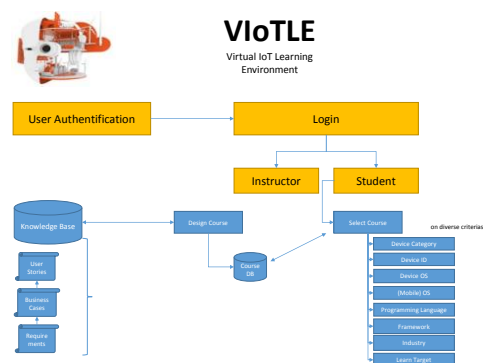 VIoTLE
Virtual IoT Learning
Environment
User Authentification
Login
Instructor
Student
Knowledge Base
Design Course
Select Course
on diverse criterias
Course
DB
Device Category
Device ID
Device OS
(Mobile) OS
Programming Language
Framework
Industry
Learn Target
User
Stories
Business
Cases
Require
ments